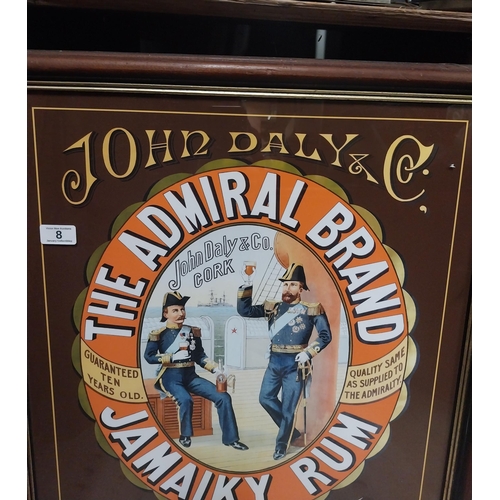 JOHN DALY & Co.,
THE ADMIRAL BRAND
John Daly & Co.
CORK
8
GUARANTEED
TEN
YEARS OLD.
QUALITY SAME
AS SUPPLIED TO
THE ADMIRALTY.
JAMAIKY RUM